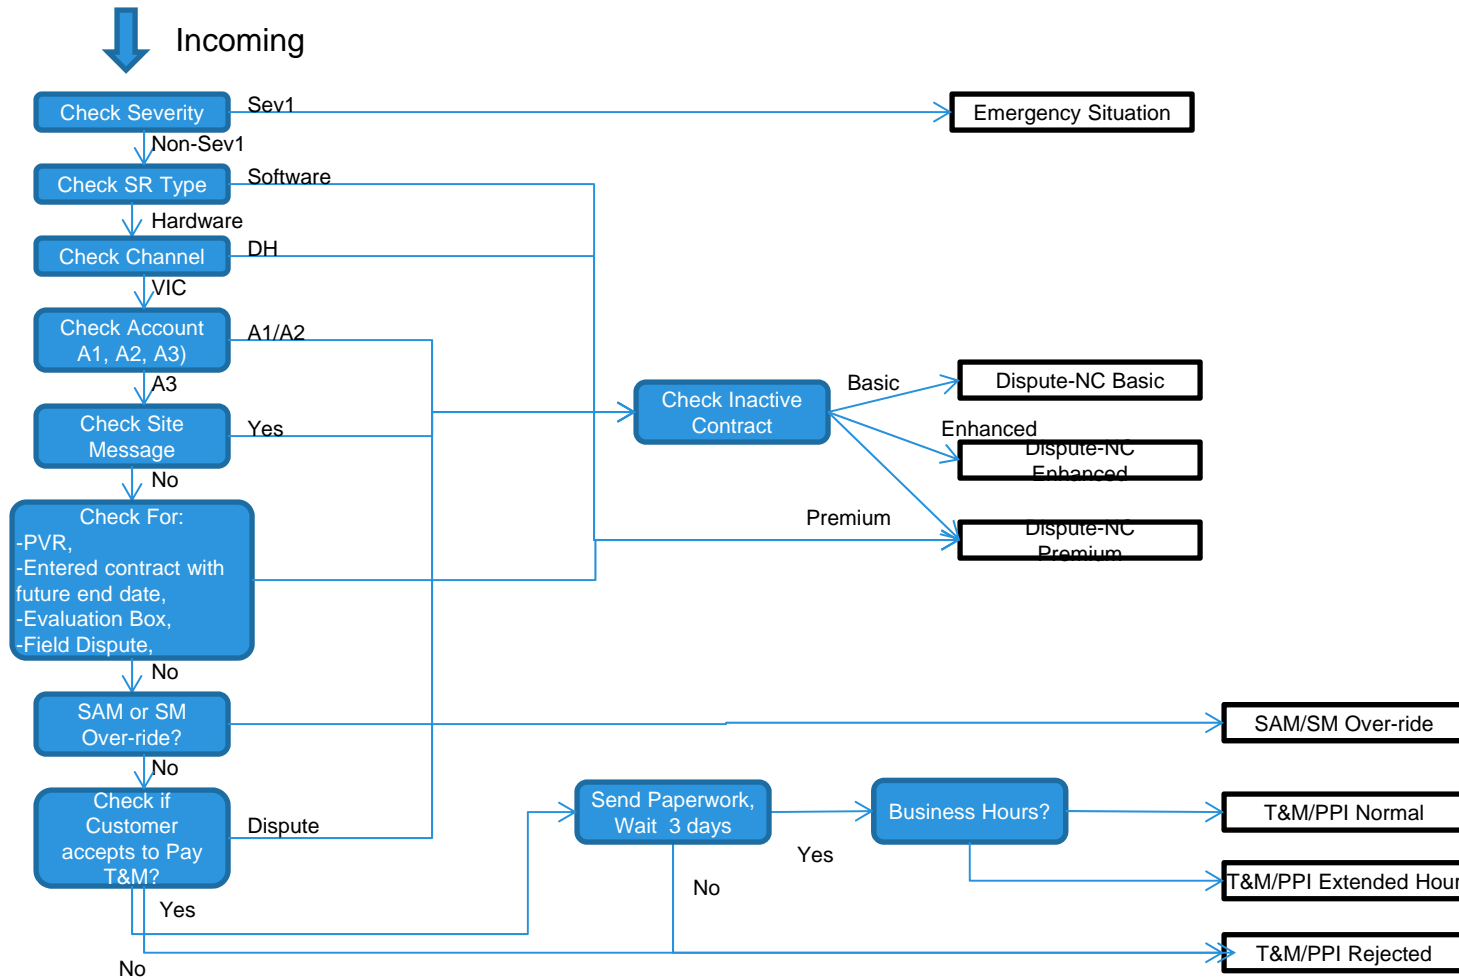 Incoming
Check Severity
Sev1
Emergency Situation
Non-Sev1
Check SR Type
Software
Hardware
Check Channel
DH
VIC
Check Account
A1, A2, A3)
A1/A2
A3
Check Site
Message
Yes
No
Check Inactive
Contract
Basic
Dispute-NC Basic
Enhanced
Dispute-NC
Enhanced
Premium
Dispute-NC
Premium
Check For:
-PVR,
-Entered contract with
future end date,
-Evaluation Box,
-Field Dispute,
No
SAM or SM
Over-ride?
SAM/SM Over-ride
No
Check if
Customer
accepts to Pay
T&M?
Dispute
Send Paperwork,
Wait 3 days
Yes
Business Hours?
T&M/PPI Normal
No
T&M/PPI Extended Hour
Yes
No
T&M/PPI Rejected